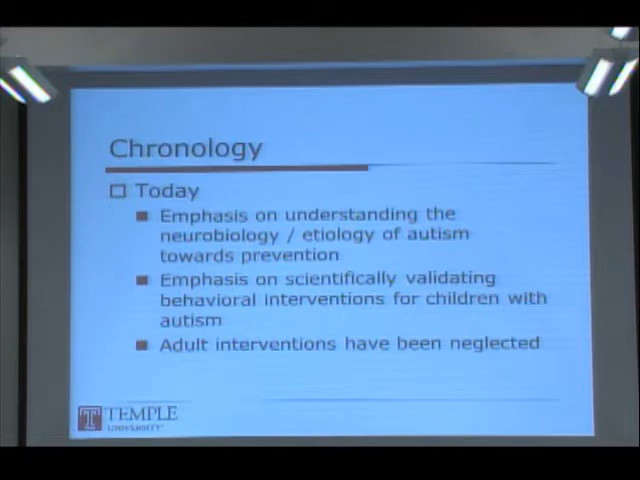 Chronology
Today
Emphasis on understanding the
neurobiology / etiology of autism
towards prevention
Emphasis on scientifically validating
behavioral interventions for children with
autism
Adult interventions have been neglected
TEMPLE
UNIVERSITY